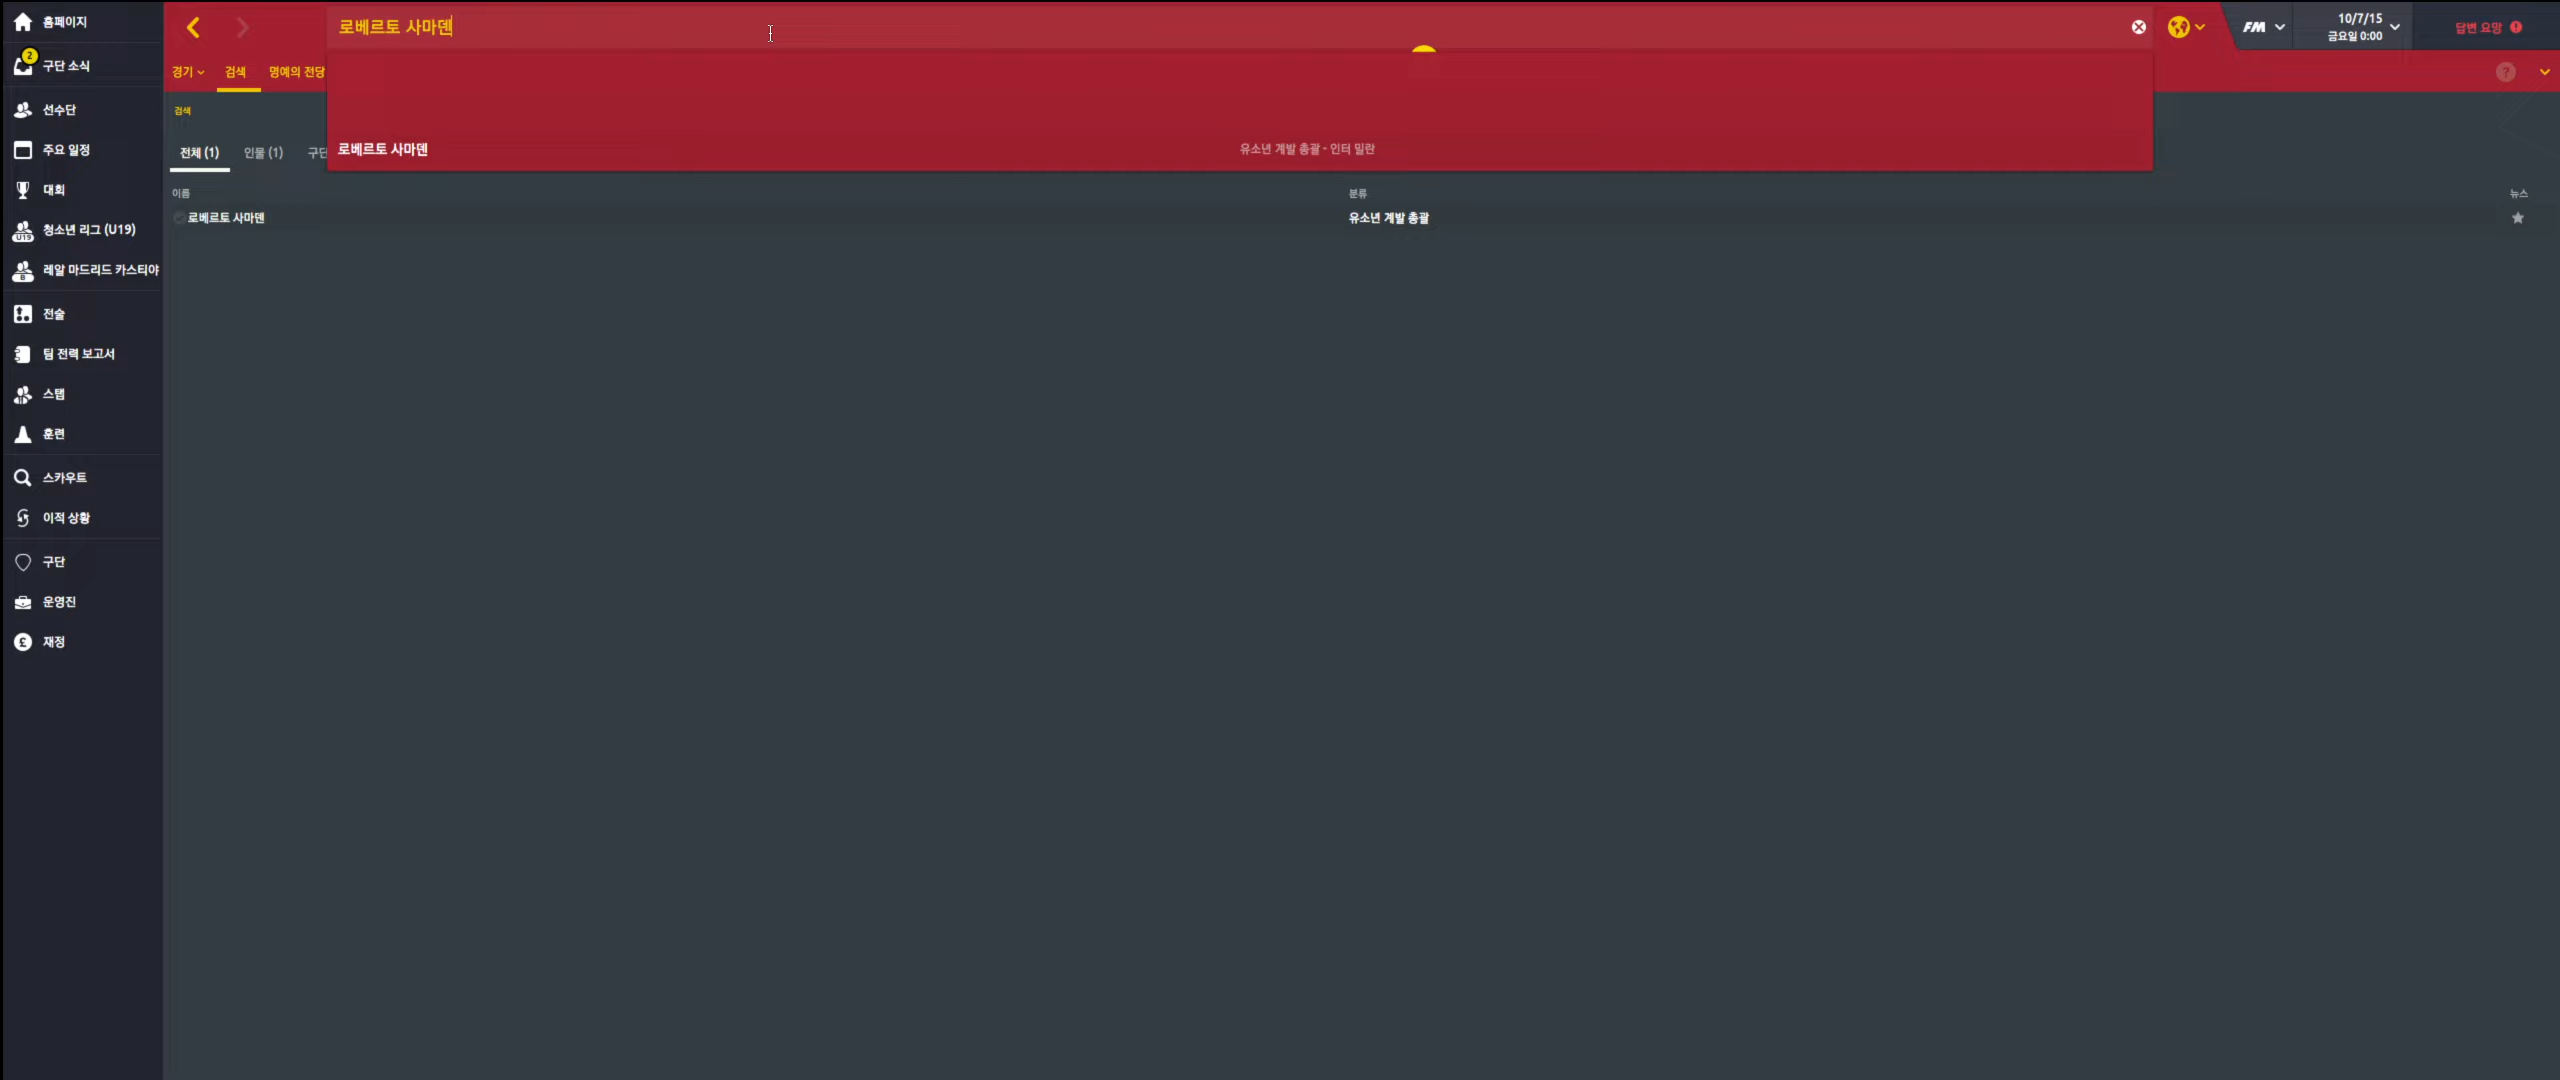 홈페이지
로베르토 사마덴
FM
10/7/15
금요일 0:00
답변 요망
2
구단 소식
경기
검색
명예의 전당
선수단
검색
주요 일정
전체 (1)
인물 (1)
구단
로베르토 사마덴
유소년 계발 총괄 - 인터 밀란
대회
이름
분류
뉴스
로베르토 사마덴
유소년 계발 총괄
청소년 리그 (U19)
레알 마드리드 카스티야
전술
팀 전력 보고서
스탭
훈련
스카우트
이적 상황
구단
운영진
재정